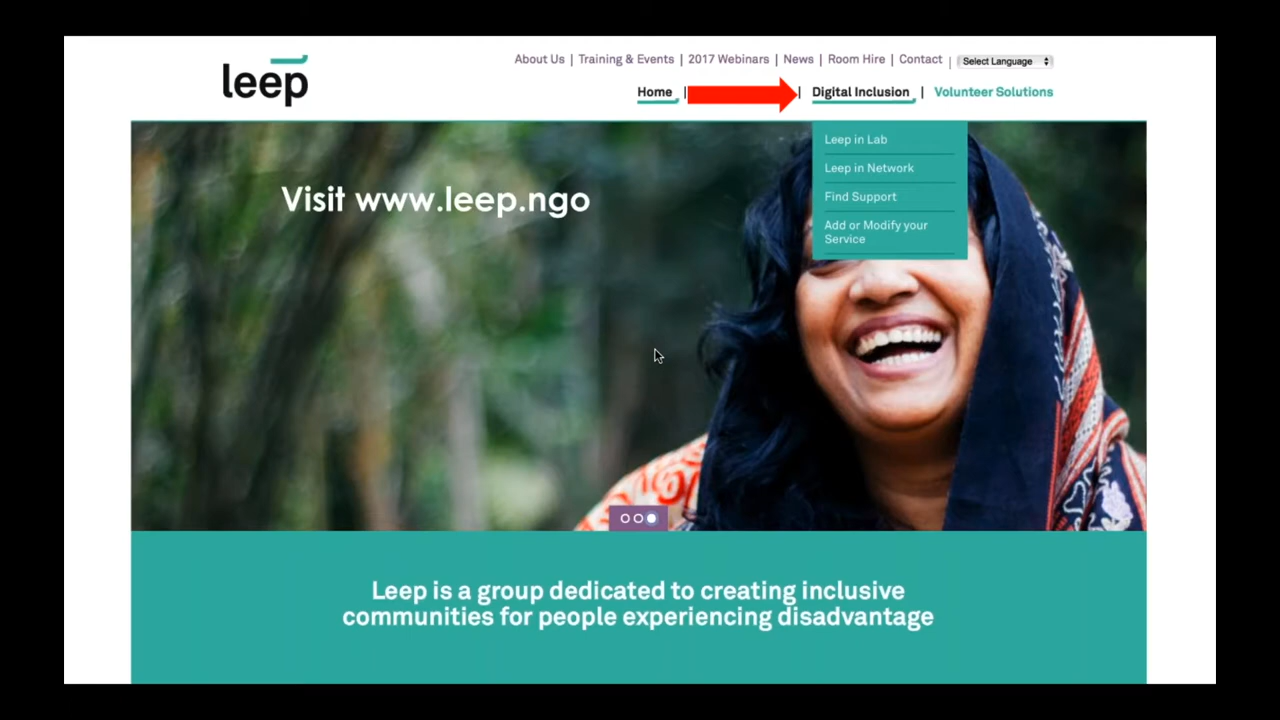 leep
About Us | Training & Events | 2017 Webinars | News | Room Hire | Contact | Select Language
Home | | Digital Inclusion | Volunteer Solutions
Leep in Lab
Leep in Network
Find Support
Add or Modify your
Service
Visit www.leep.ngo
Leep is a group dedicated to creating inclusive
communities for people experiencing disadvantage